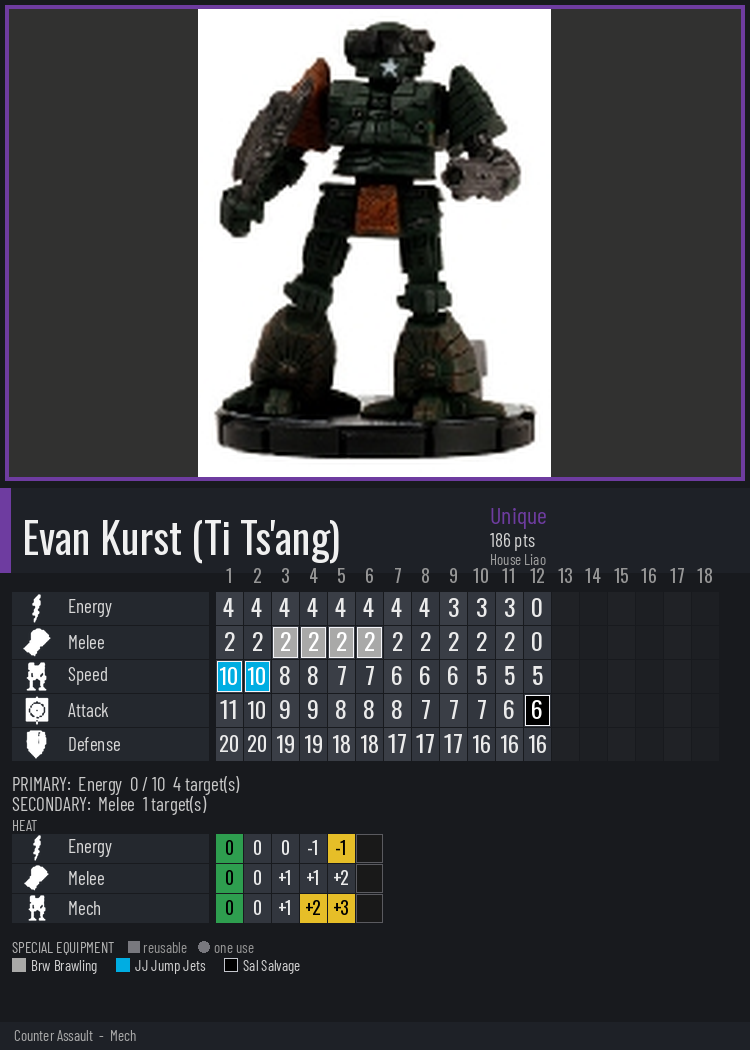 Evan Kurst (Ti Ts'ang)
Unique
186 pts
House Liao
1 2 3 4 5 6 7 8 9 10 11 12 13 14 15 16 17 18
Energy 4 4 4 4 4 4 4 4 3 3 3 0
Melee 2 2 2 2 2 2 2 2 2 2 2 0
Speed 10 10 8 8 7 7 6 6 6 5 5 5
Attack 11 10 9 9 8 8 8 7 7 7 6 6
Defense 20 20 19 19 18 18 17 17 17 16 16 16
PRIMARY: Energy 0 / 10 4 target(s)
SECONDARY: Melee 1 target(s)
HEAT
Energy 0 0 0 -1 -1
Melee 0 0 +1 +1 +2
Mech 0 0 +1 +2 +3
SPECIAL EQUIPMENT reusable one use
Brw Brawling JJ Jump Jets Sal Salvage
Counter Assault - Mech